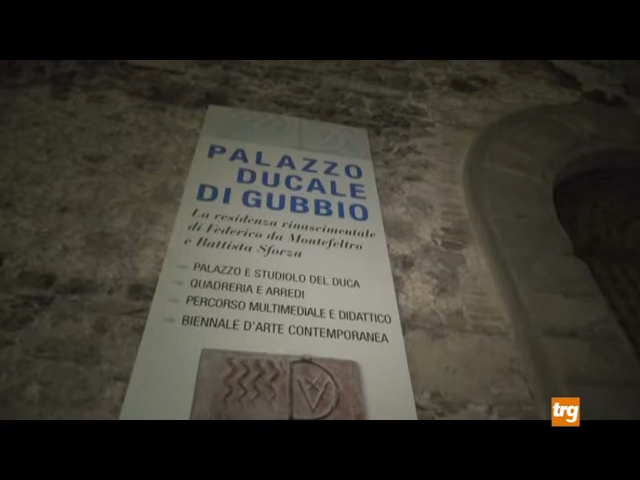 PALAZZO
DUCALE
DI GUBBIO
La residenza rinascimentale
di Federico da Montefeltro
e Battista Sforza
PALAZZO E STUDIOLO DEL DUCA
QUADRERIA E ARREDI
PERCORSO MULTIMEDIALE E DIDATTICO
BIENNALE D'ARTE CONTEMPORANEA
trg